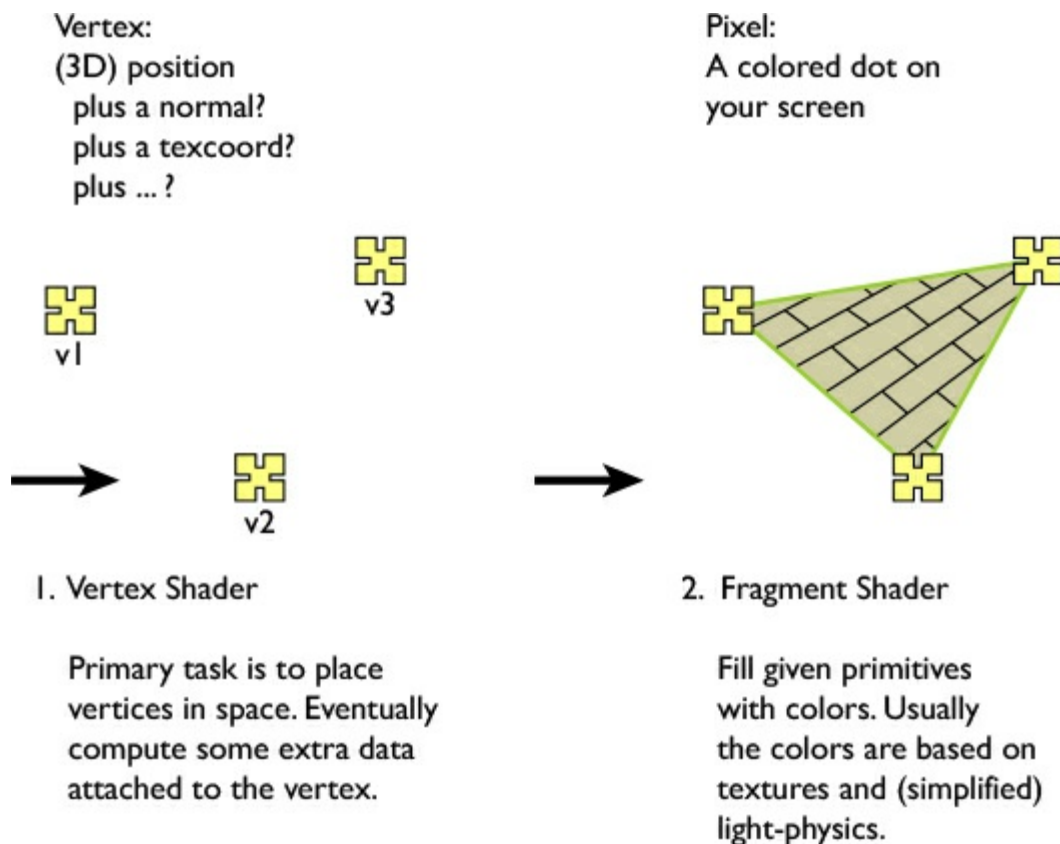 Vertex:
(3D) position
plus a normal?
plus a texcoord?
plus ... ?
Pixel:
A colored dot on
your screen
v1
v3
v2
1. Vertex Shader
Primary task is to place
vertices in space. Eventually
compute some extra data
attached to the vertex.
2. Fragment Shader
Fill given primitives
with colors. Usually
the colors are based on
textures and (simplified)
light-physics.